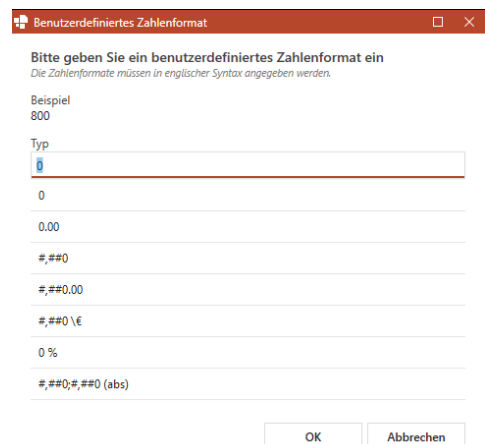 Benutzerdefiniertes Zahlenformat
Bitte geben Sie ein benutzerdefiniertes Zahlenformat ein
Die Zahlenformate müssen in englischer Syntax angegeben werden.
Beispiel
800
Typ
0
0
0.00
#,##0
#,##0.00
#,##0 \€
0 %
#,##0;#,##0 (abs)
OK Abbrechen